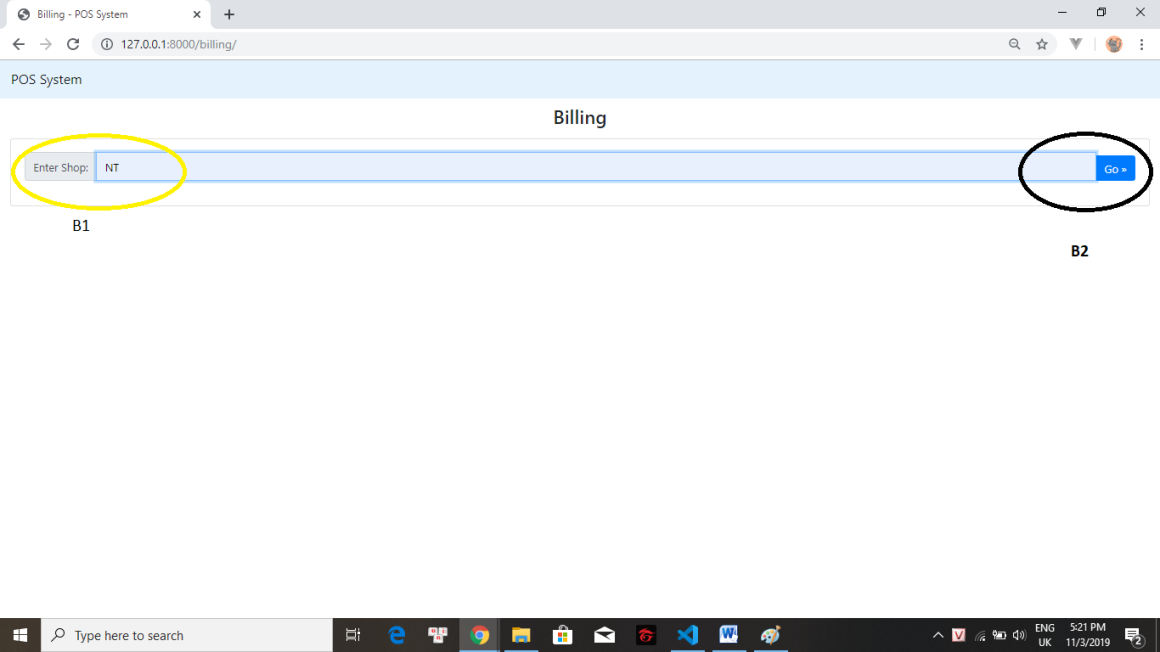 Billing - POS System
127.0.0.1:8000/billing/
POS System
Billing
Enter Shop: NT Go »
B1
B2
Type here to search
ENG 5:21 PM
UK 11/3/2019
2